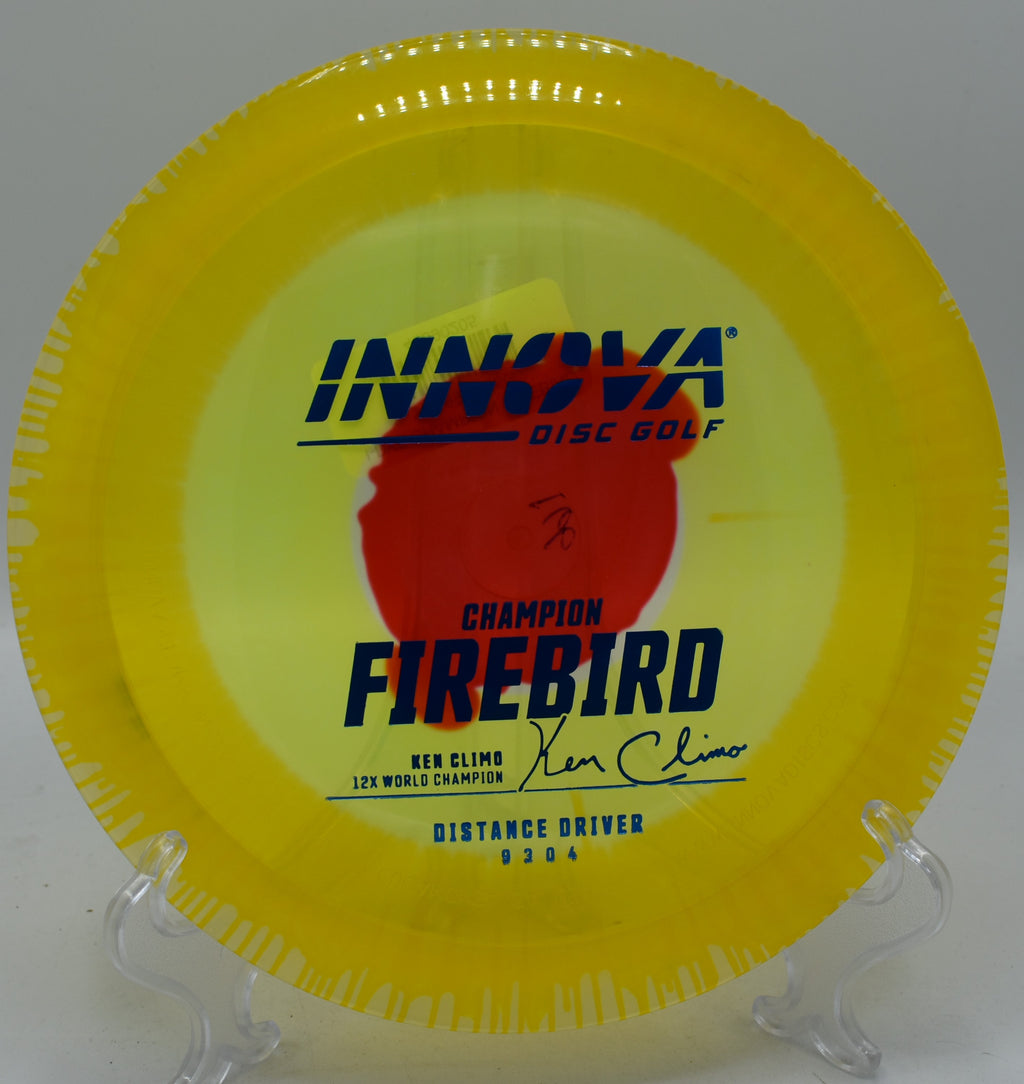 INNOVA®
DISC GOLF
CHAMPION
FIREBIRD
KEN CLIMO Ken Climo
12X WORLD CHAMPION
DISTANCE DRIVER
9 3 0 4